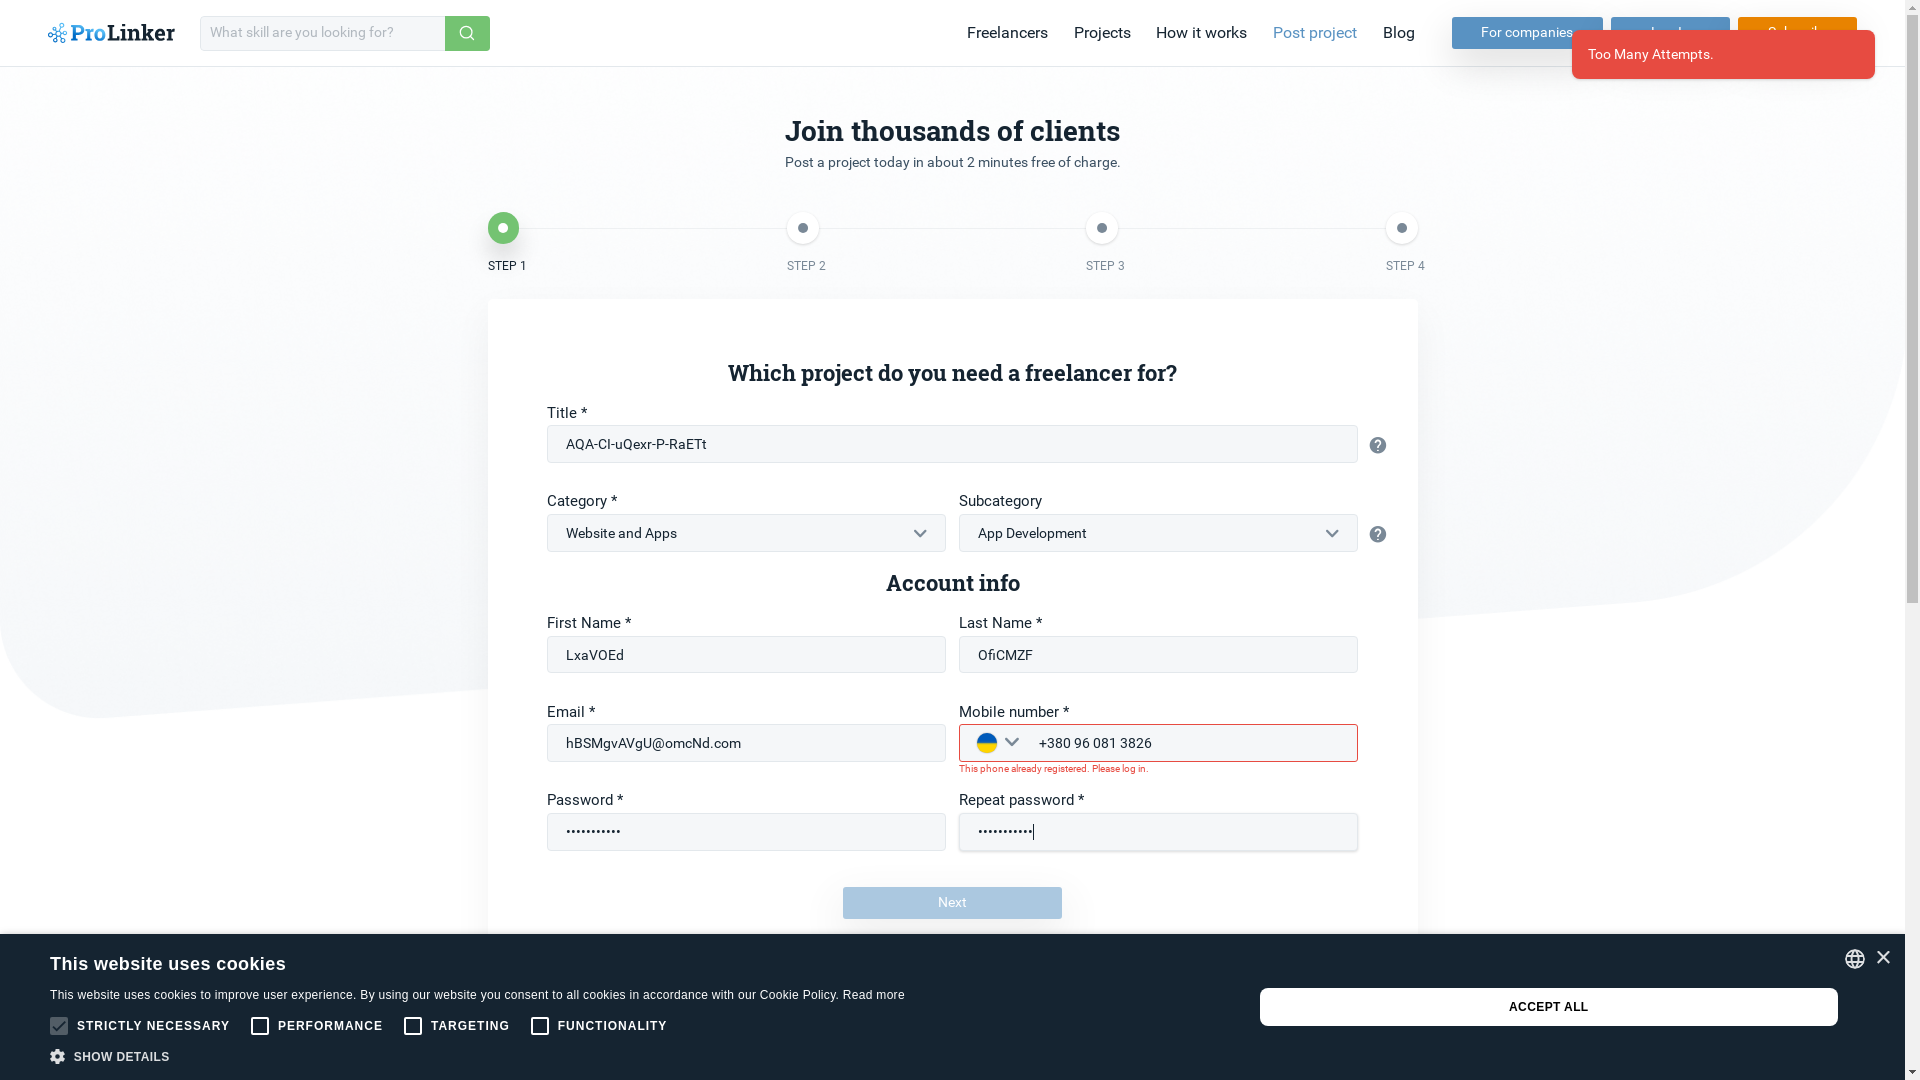 ProLinker
What skill are you looking for?
Freelancers
Projects
How it works
Post project
Blog
For companies
Too Many Attempts.
Join thousands of clients
Post a project today in about 2 minutes free of charge.
STEP 1
STEP 2
STEP 3
STEP 4
Which project do you need a freelancer for?
Title *
AQA-CI-uQexr-P-RaETt
Category *
Subcategory
Website and Apps
App Development
Account info
First Name *
Last Name *
LxaVOEd
OfiCMZF
Email *
Mobile number *
hBSMgvAVgU@omcNd.com
+380 96 081 3826
This phone already registered. Please log in.
Password *
Repeat password *
•••••••••••
•••••••••••
Next
This website uses cookies
This website uses cookies to improve user experience. By using our website you consent to all cookies in accordance with our Cookie Policy. Read more
STRICTLY NECESSARY
PERFORMANCE
TARGETING
FUNCTIONALITY
SHOW DETAILS
ACCEPT ALL